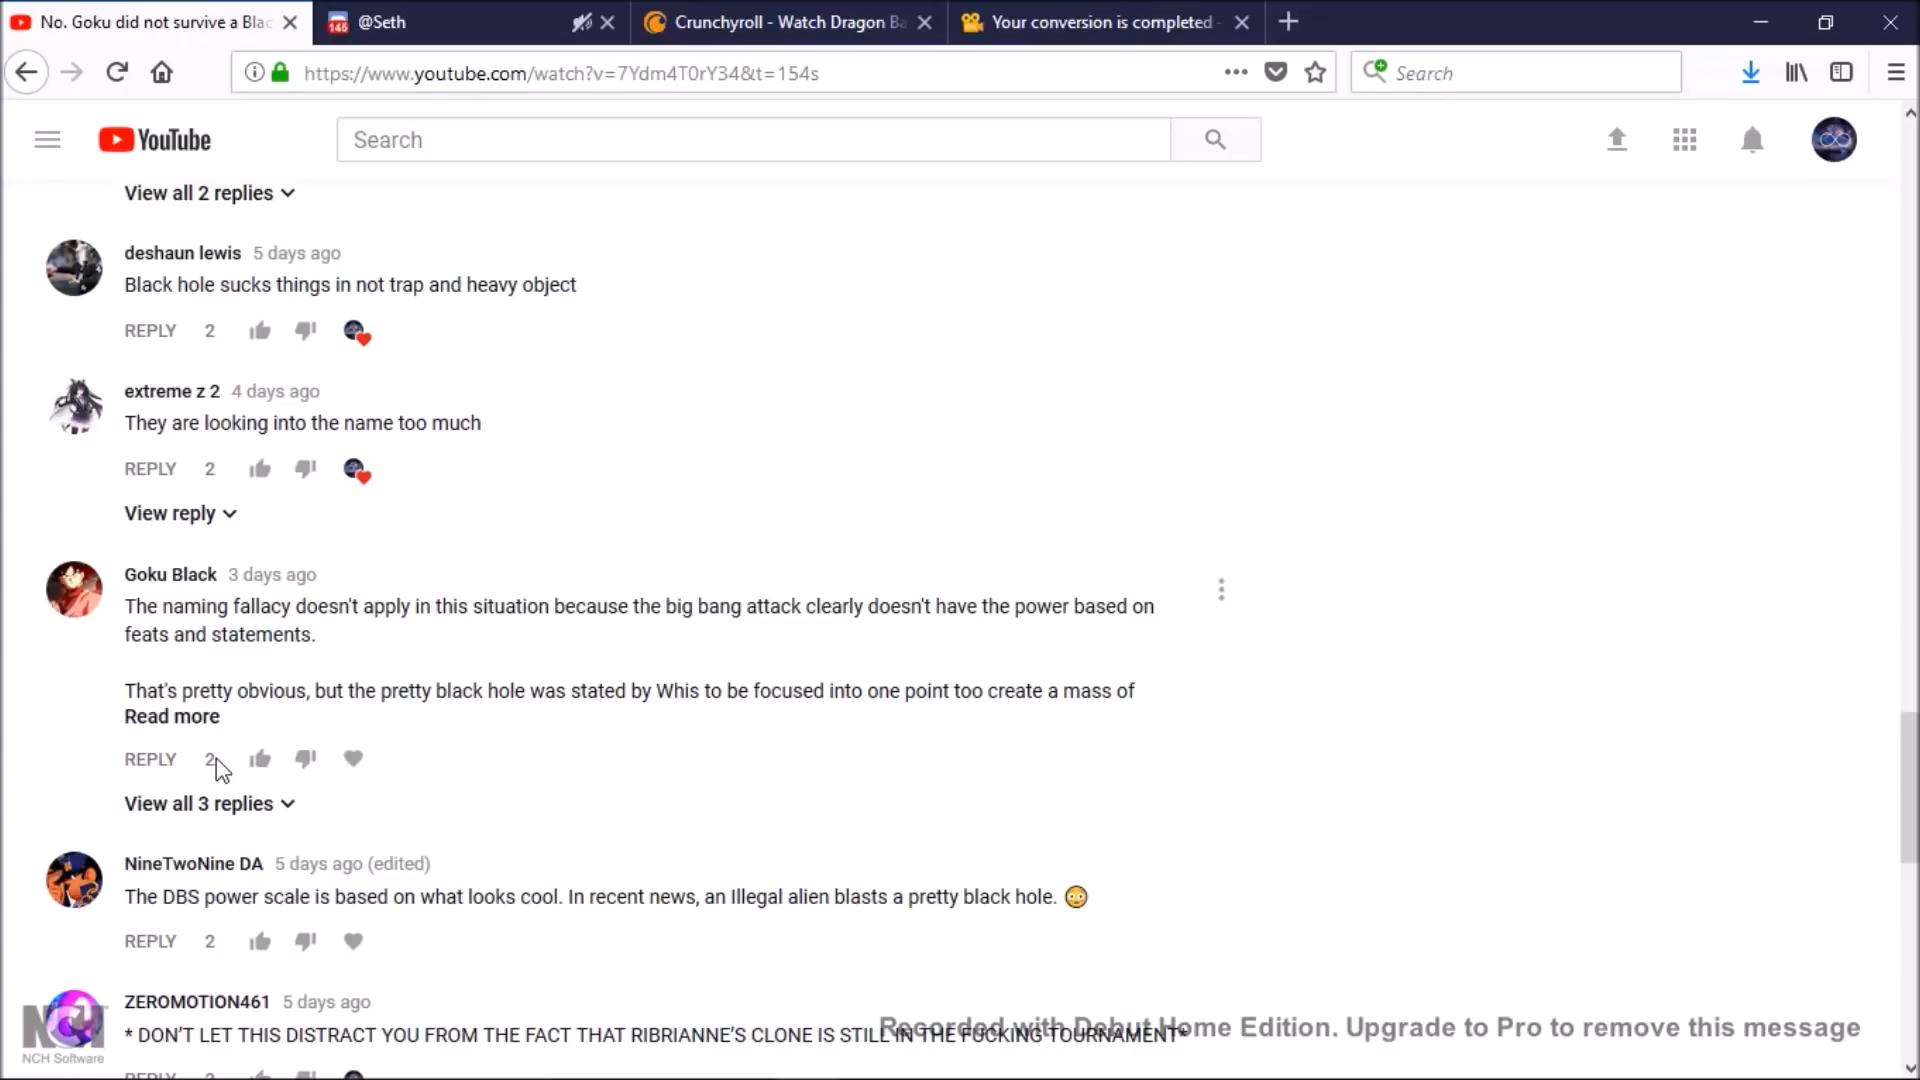 No. Goku did not survive a Blac
145 @Seth
Crunchyroll - Watch Dragon Ba
Your conversion is completed -
https://www.youtube.com/watch?v=7Ydm4T0rY34&t=154s
Search
YouTube
Search
View all 2 replies
deshaun lewis 5 days ago
Black hole sucks things in not trap and heavy object
REPLY 2
extreme z 2 4 days ago
They are looking into the name too much
REPLY 2
View reply
Goku Black 3 days ago
The naming fallacy doesn't apply in this situation because the big bang attack clearly doesn't have the power based on
feats and statements.
That's pretty obvious, but the pretty black hole was stated by Whis to be focused into one point too create a mass of
Read more
REPLY 2
View all 3 replies
NineTwoNine DA 5 days ago (edited)
The DBS power scale is based on what looks cool. In recent news, an Illegal alien blasts a pretty black hole. 😳
REPLY 2
ZEROMOTION461 5 days ago
* DON'T LET THIS DISTRACT YOU FROM THE FACT THAT RIBRIANNE'S CLONE IS STILL IN THE FUCKING TOURNAMENT*
Recorded with Debut Home Edition. Upgrade to Pro to remove this message
NCH
NCH Software
REPLY 2